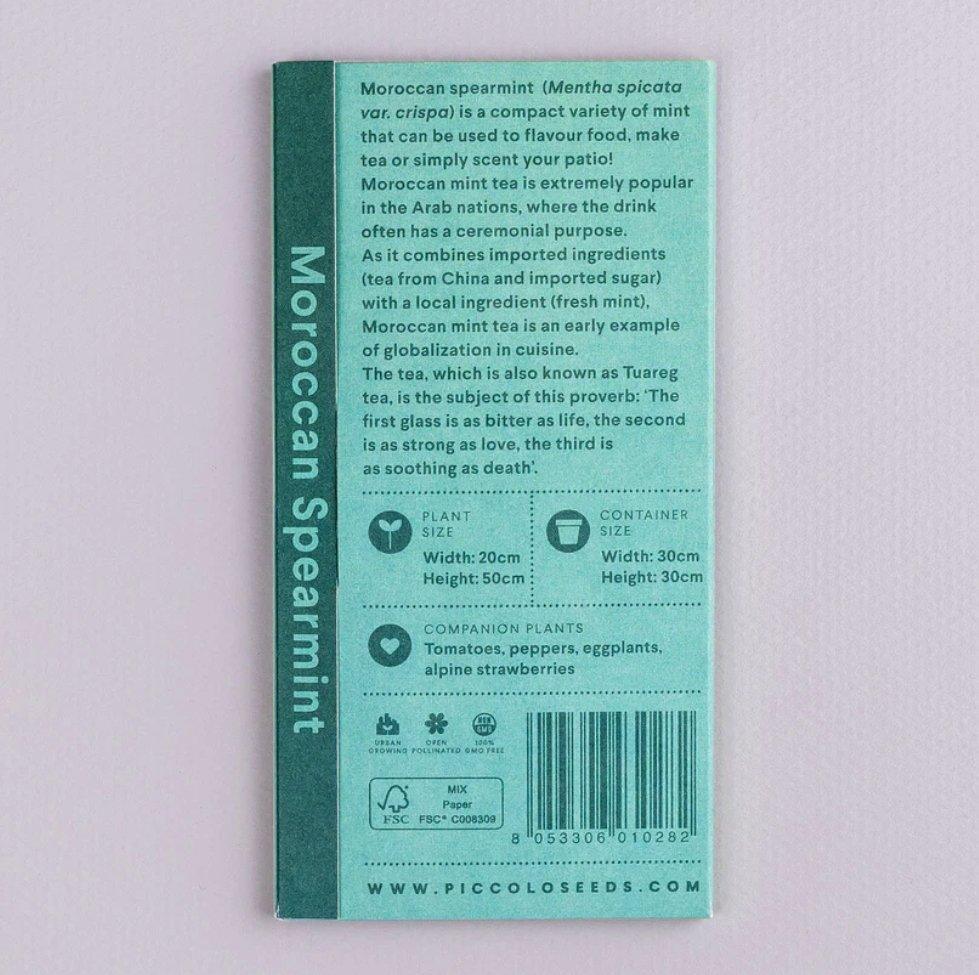 Moroccan Spearmint
Moroccan spearmint (Mentha spicata
var. crispa) is a compact variety of mint
that can be used to flavour food, make
tea or simply scent your patio!
Moroccan mint tea is extremely popular
in the Arab nations, where the drink
often has a ceremonial purpose.
As it combines imported ingredients
(tea from China and imported sugar)
with a local ingredient (fresh mint),
Moroccan mint tea is an early example
of globalization in cuisine.
The tea, which is also known as Tuareg
tea, is the subject of this proverb: ‘The
first glass is as bitter as life, the second
is as strong as love, the third is
as soothing as death’.
PLANT
SIZE
Width: 20cm
Height: 50cm
CONTAINER
SIZE
Width: 30cm
Height: 30cm
COMPANION PLANTS
Tomatoes, peppers, eggplants,
alpine strawberries
URBAN
GROWING
OPEN
POLLINATED
NON
GMO
100%
GMO FREE
FSC
MIX
Paper
FSC® C008309
8 053306 010282
WWW.PICCOLOSEEDS.COM